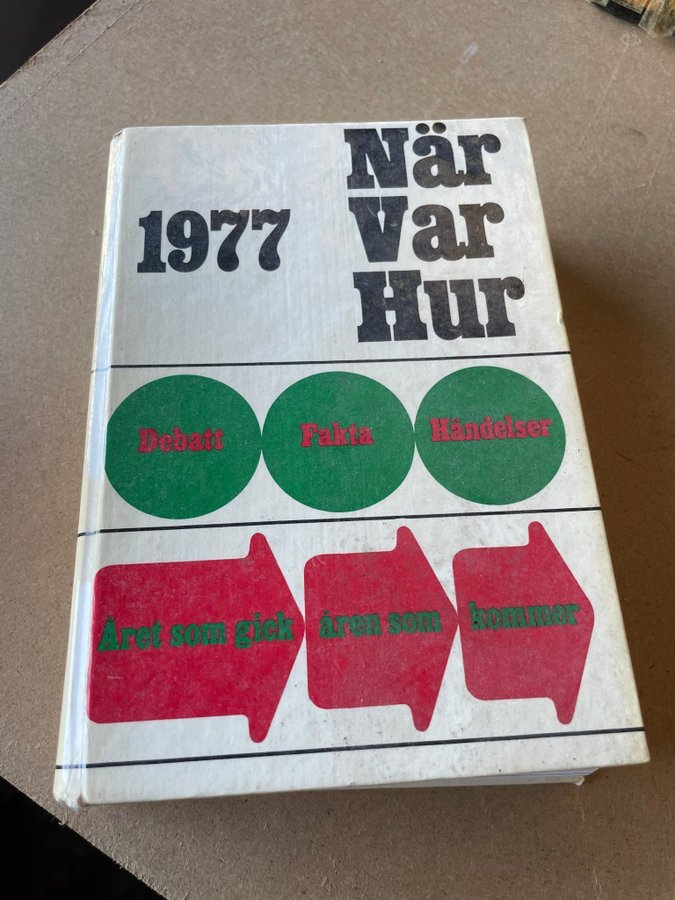 1977
När
Var
Hur
Debatt Fakta Händelser
Året som gick åren som kommer